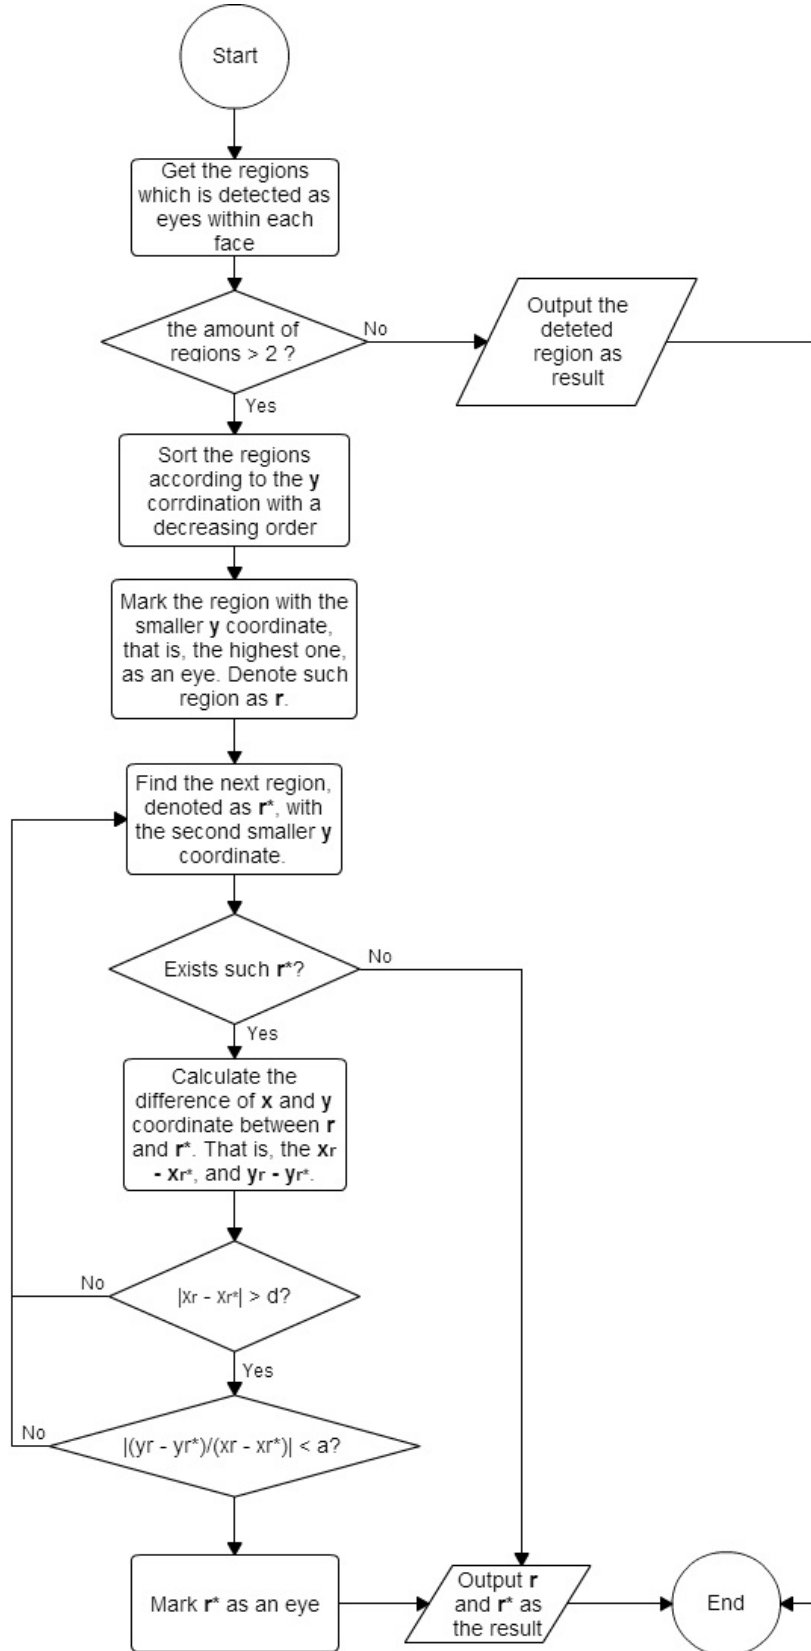 Start
Get the regions
which is detected as
eyes within each
face
the amount of
regions > 2 ?
No
Output the
deteted
region as
result
Yes
Sort the regions
according to the y
corrdination with a
decreasing order
Mark the region with the
smaller y coordinate,
that is, the highest one,
as an eye. Denote such
region as r.
Find the next region,
denoted as r*, with
the second smaller y
coordinate.
Exists such r*?
No
Yes
Calculate the
difference of x and y
coordinate between r
and r*. That is, the xr
- xr*, and yr - yr*.
|xr - xr*| > d?
No
Yes
|(yr - yr*)/(xr - xr*)| < a?
No
Mark r* as an eye
Output r
and r* as
the result
End